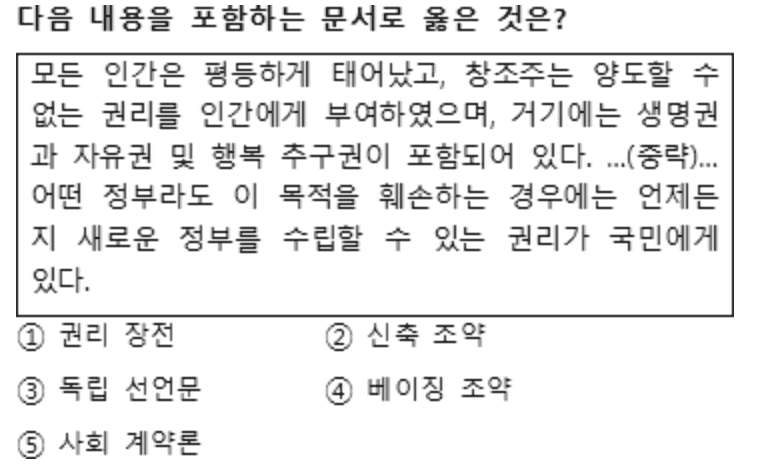 다음 내용을 포함하는 문서로 옳은 것은?
모든 인간은 평등하게 태어났고, 창조주는 양도할 수
없는 권리를 인간에게 부여하였으며, 거기에는 생명권
과 자유권 및 행복 추구권이 포함되어 있다. ...(중략)...
어떤 정부라도 이 목적을 훼손하는 경우에는 언제든
지 새로운 정부를 수립할 수 있는 권리가 국민에게
있다.
① 권리 장전 ② 신축 조약
③ 독립 선언문 ④ 베이징 조약
⑤ 사회 계약론